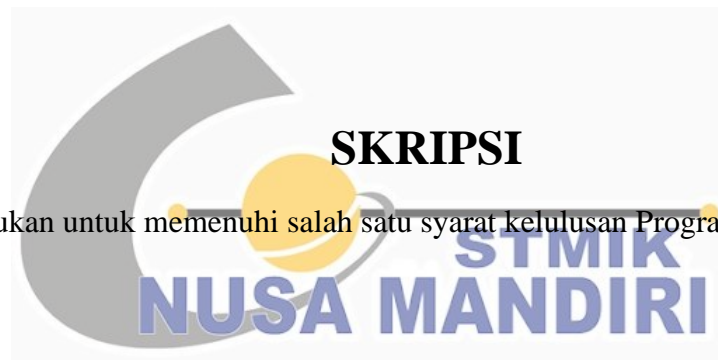 SKRIPSI
ukan untuk memenuhi salah satu syarat kelulusan Progra
STMIK
NUSA MANDIRI